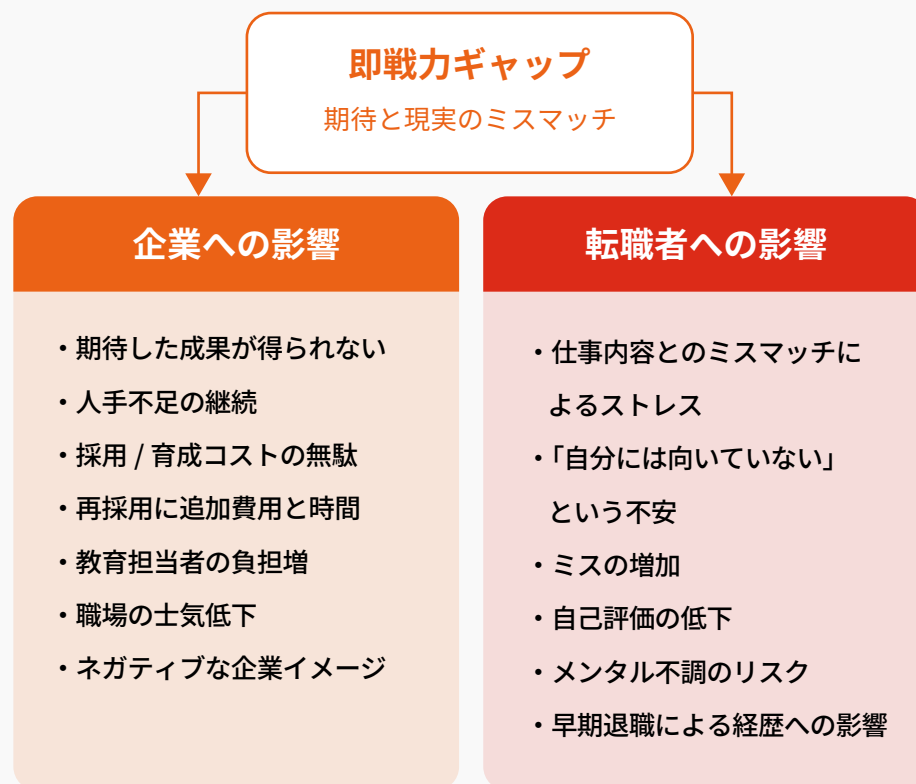 即戦力ギャップ
期待と現実のミスマッチ
企業への影響
・期待した成果が得られない
・人手不足の継続
・採用 / 育成コストの無駄
・再採用に追加費用と時間
・教育担当者の負担増
・職場の士気低下
・ネガティブな企業イメージ
転職者への影響
・仕事内容とのミスマッチに
よるストレス
・「自分には向いていない」
という不安
・ミスの増加
・自己評価の低下
・メンタル不調のリスク
・早期退職による経歴への影響